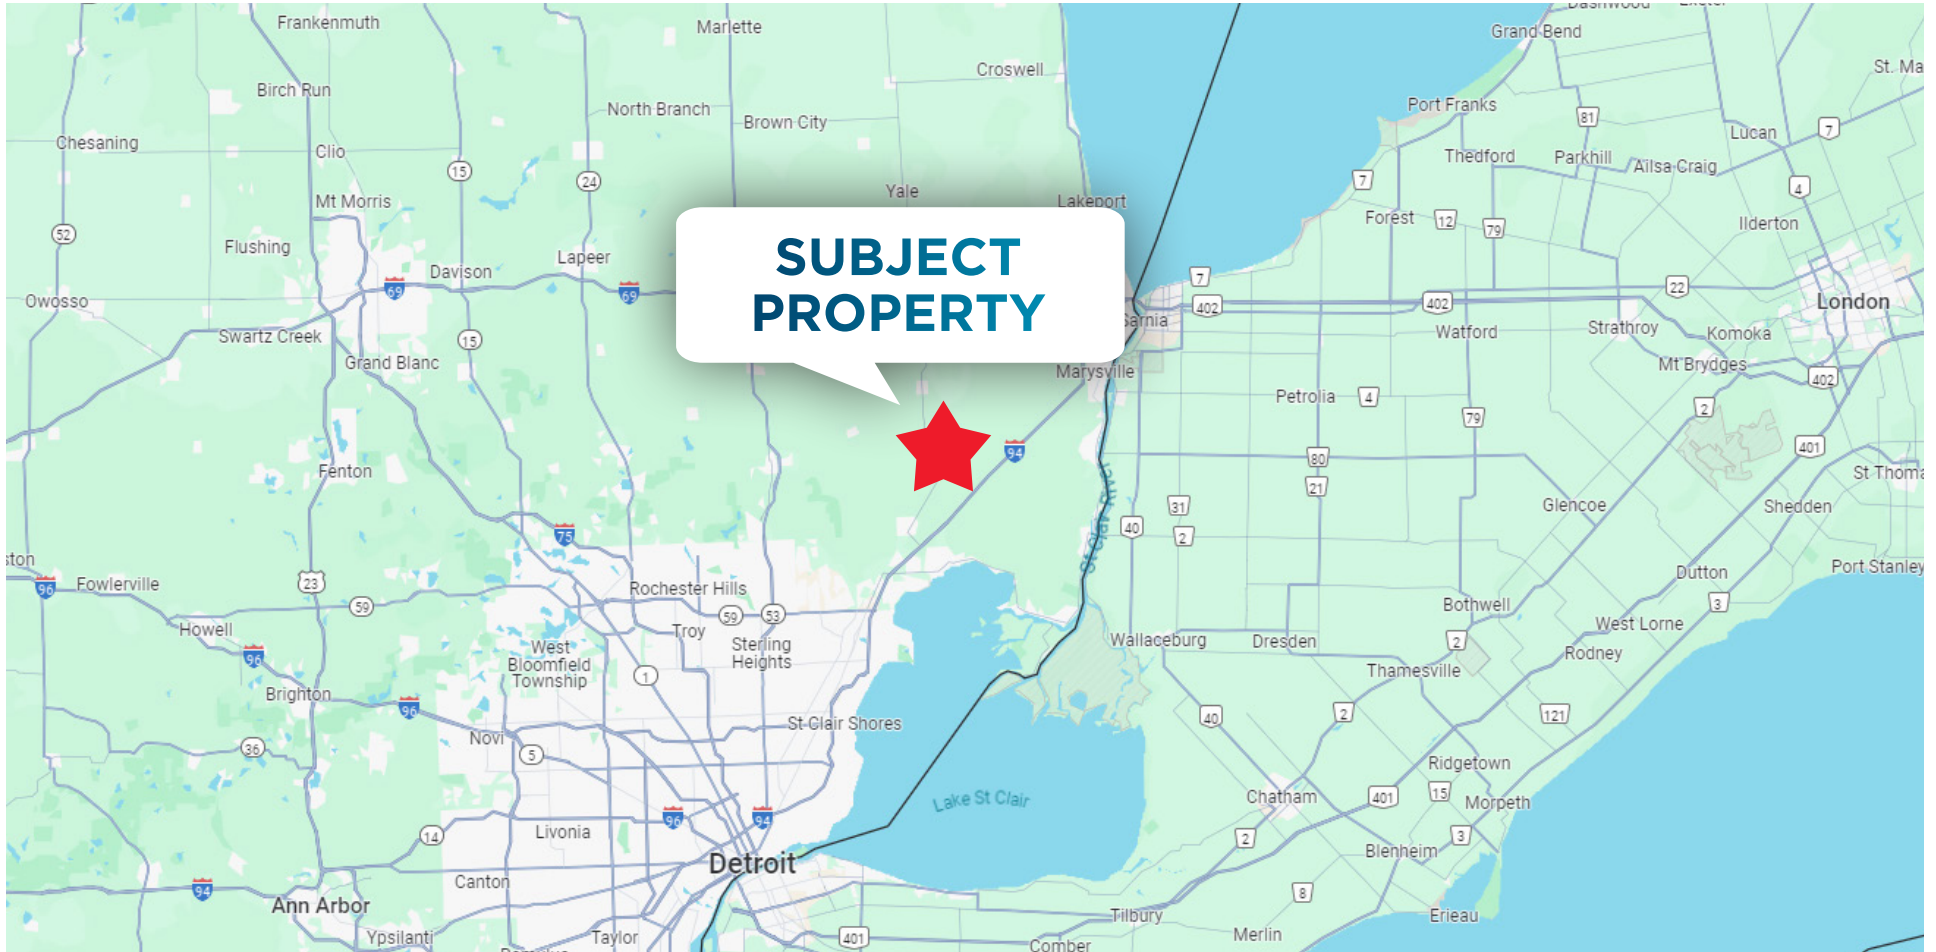 Dashwood
Exeter
Frankenmuth
Marlette
Grand Bend
Croswell
St. Ma
Birch Run
North Branch
Port Franks
Brown City
81
7
Lucan
Chesaning
Clio
Thedford
Parkhill
Ailsa Craig
15
24
7
4
Yale
Mt Morris
Lakeport
Forest
12
79
Ilderton
52
Flushing
SUBJECT
PROPERTY
Lapeer
Davison
69
69
7
22
402
402
Owosso
London
Sarnia
Watford
Strathroy
Komoka
Swartz Creek
15
Grand Blanc
Marysville
Mt Brydges
402
Petrolia
4
2
79
94
401
Fenton
80
St Thoma
21
31
Glencoe
Shedden
40
2
75
St Clair River
ston
96
Fowlerville
23
Rochester Hills
Port Stanley
Dutton
59
59
53
Bothwell
3
Howell
Troy
Sterling
Heights
Wallaceburg
Dresden
2
West Lorne
West
Bloomfield
Township
96
1
Rodney
Thamesville
Brighton
96
40
2
121
St Clair Shores
Novi
36
5
Ridgetown
Lake St Clair
Chatham
401
15
Morpeth
96
94
14
Livonia
2
3
Blenheim
Detroit
Canton
94
8
Ann Arbor
Tilbury
Erieau
Ypsilanti
Taylor
401
Merlin
Comber
Romulus